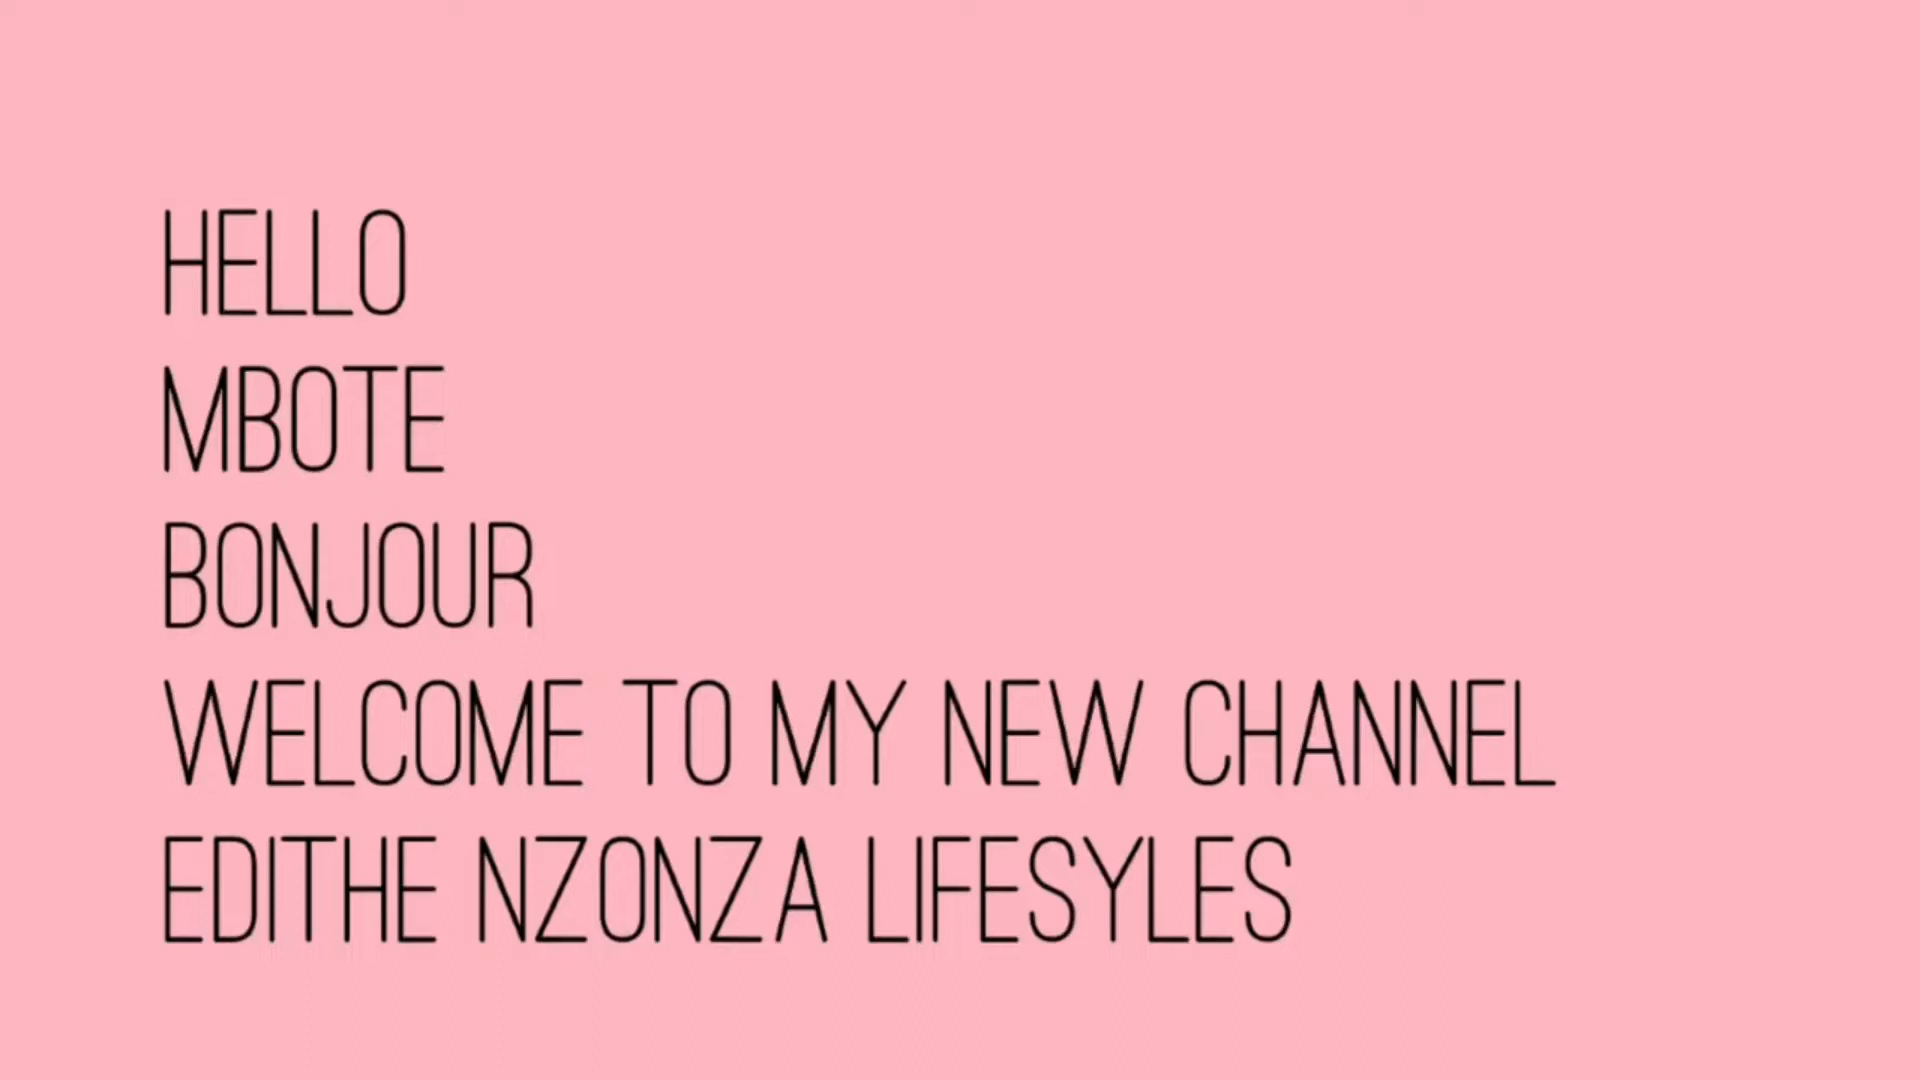 HELLO
MBOTE
BONJOUR
WELCOME TO MY NEW CHANNEL
EDITHE NZONZA LIFESYLES